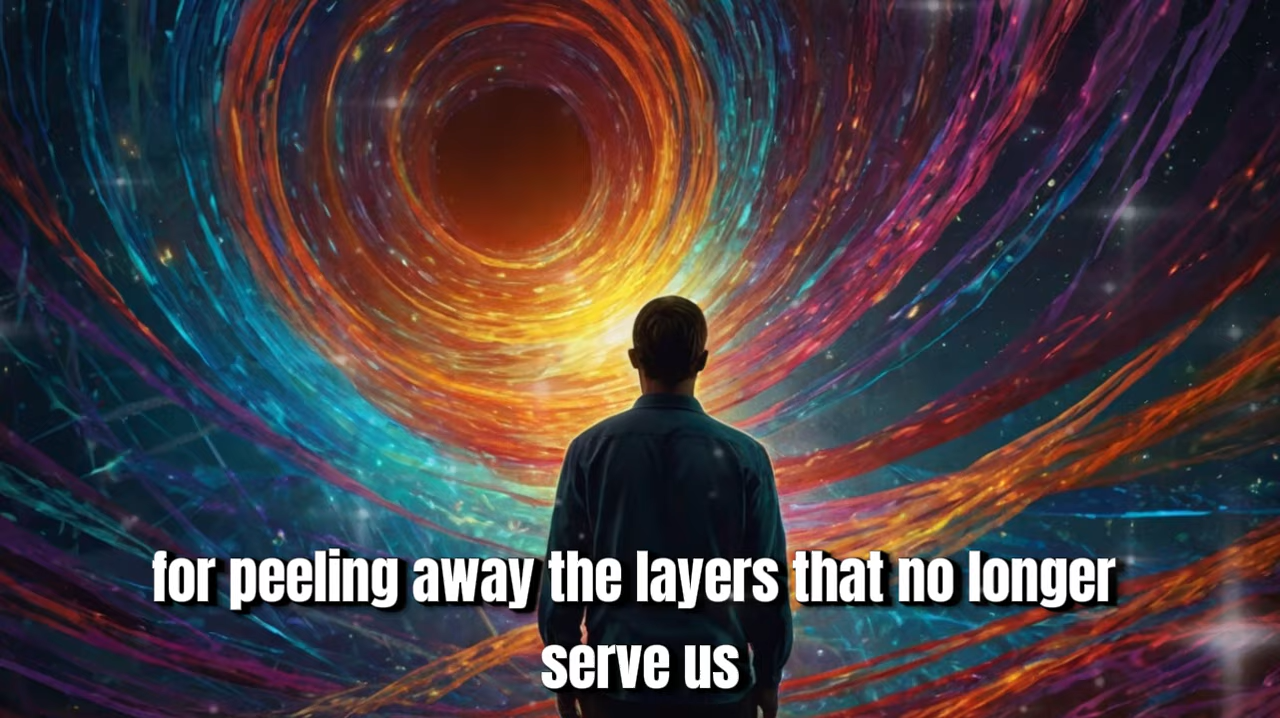 for peeling away the layers that no longer
serve us